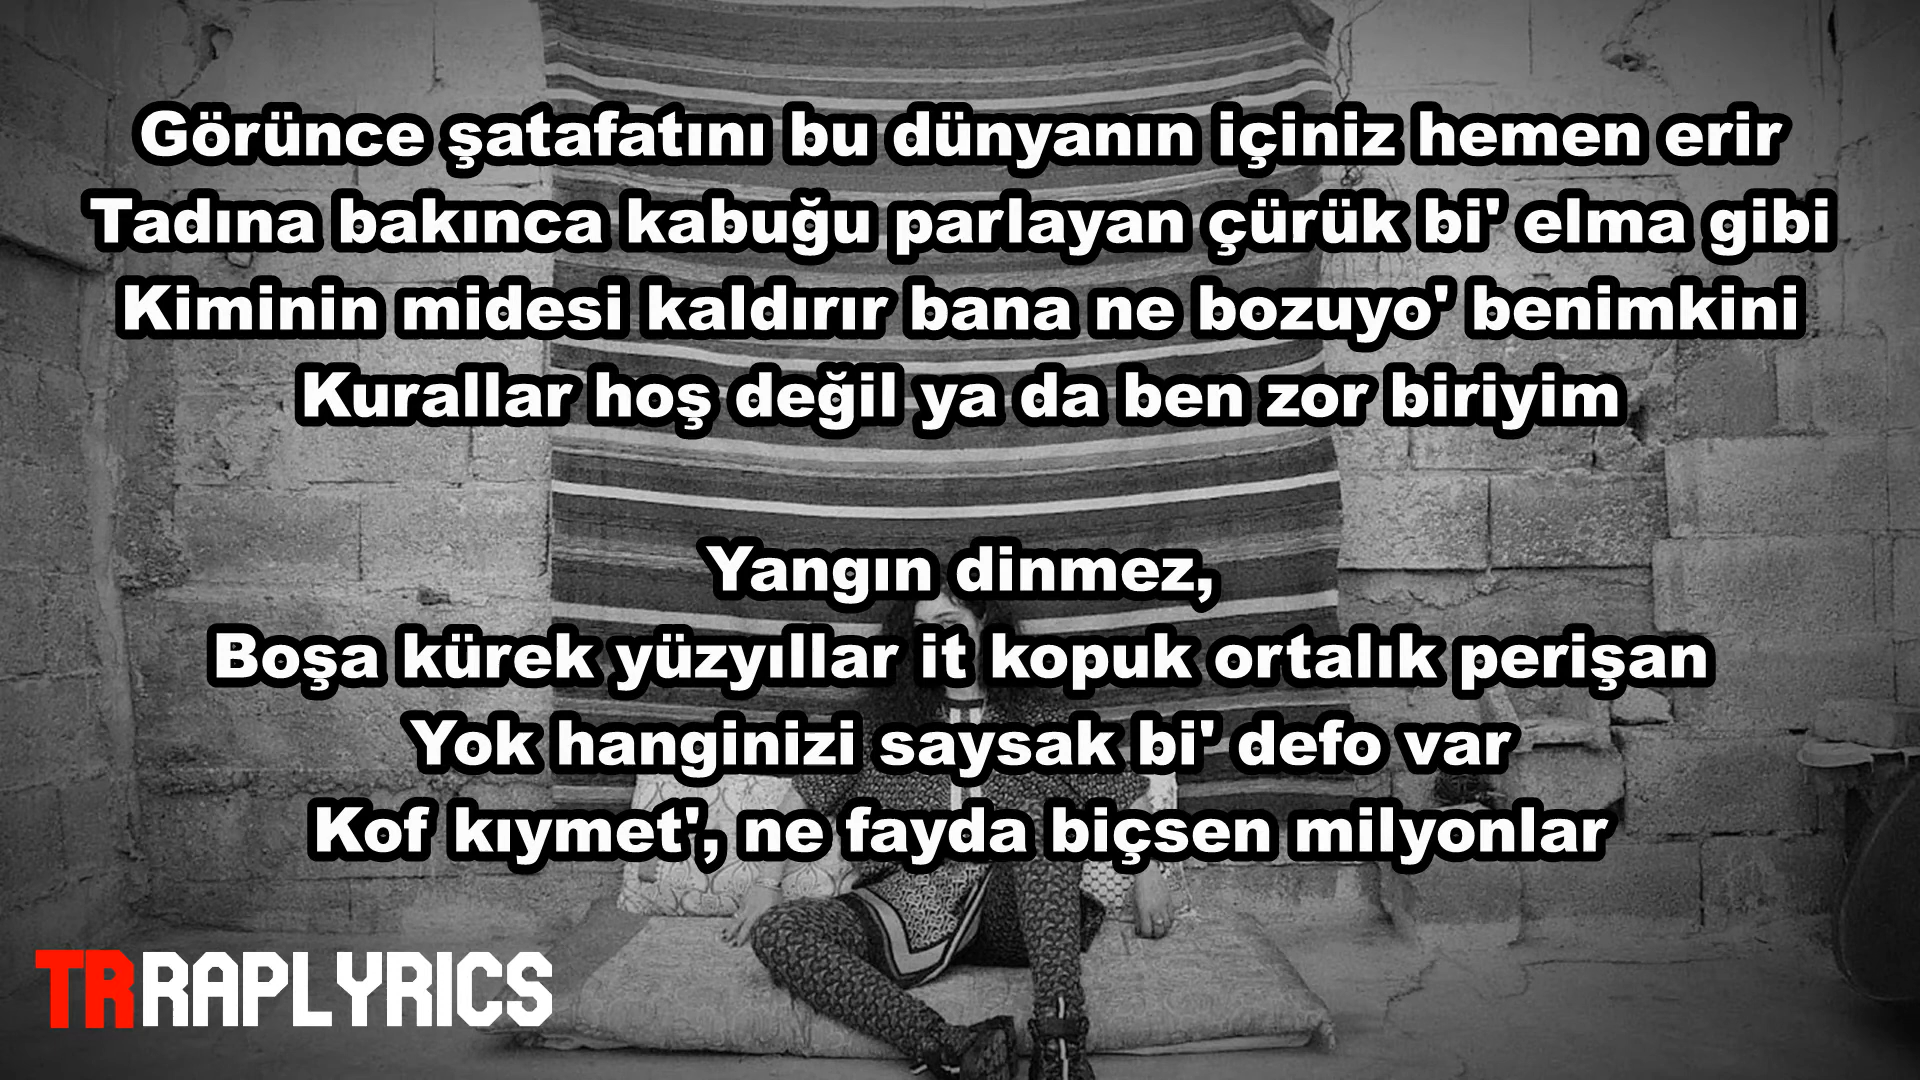 Görünce şatafatını bu dünyanın içiniz hemen erir
Tadına bakınca kabuğu parlayan çürük bi' elma gibi
Kiminin midesi kaldırır bana ne bozuyo' benimkini
Kurallar hoş değil ya da ben zor biriyim
Yangın dinmez,
Boşa kürek yüzyıllar it kopuk ortalık perişan
Yok hanginizi saysak bi' defo var
Kof kıymet', ne fayda biçsen milyonlar
TRRAPLYRICS